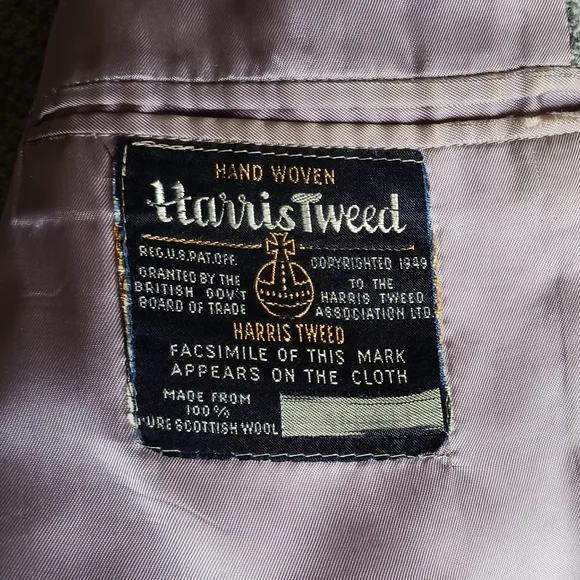 HAND WOVEN
Harris Tweed
REG.U.S.PAT.OFF.
GRANTED BY THE
BRITISH GOV'T
BOARD OF TRADE
COPYRIGHTED 1949
TO THE
HARRIS TWEED
ASSOCIATION LTD.
HARRIS TWEED
FACSIMILE OF THIS MARK
APPEARS ON THE CLOTH
MADE FROM
100%
PURE SCOTTISH WOOL